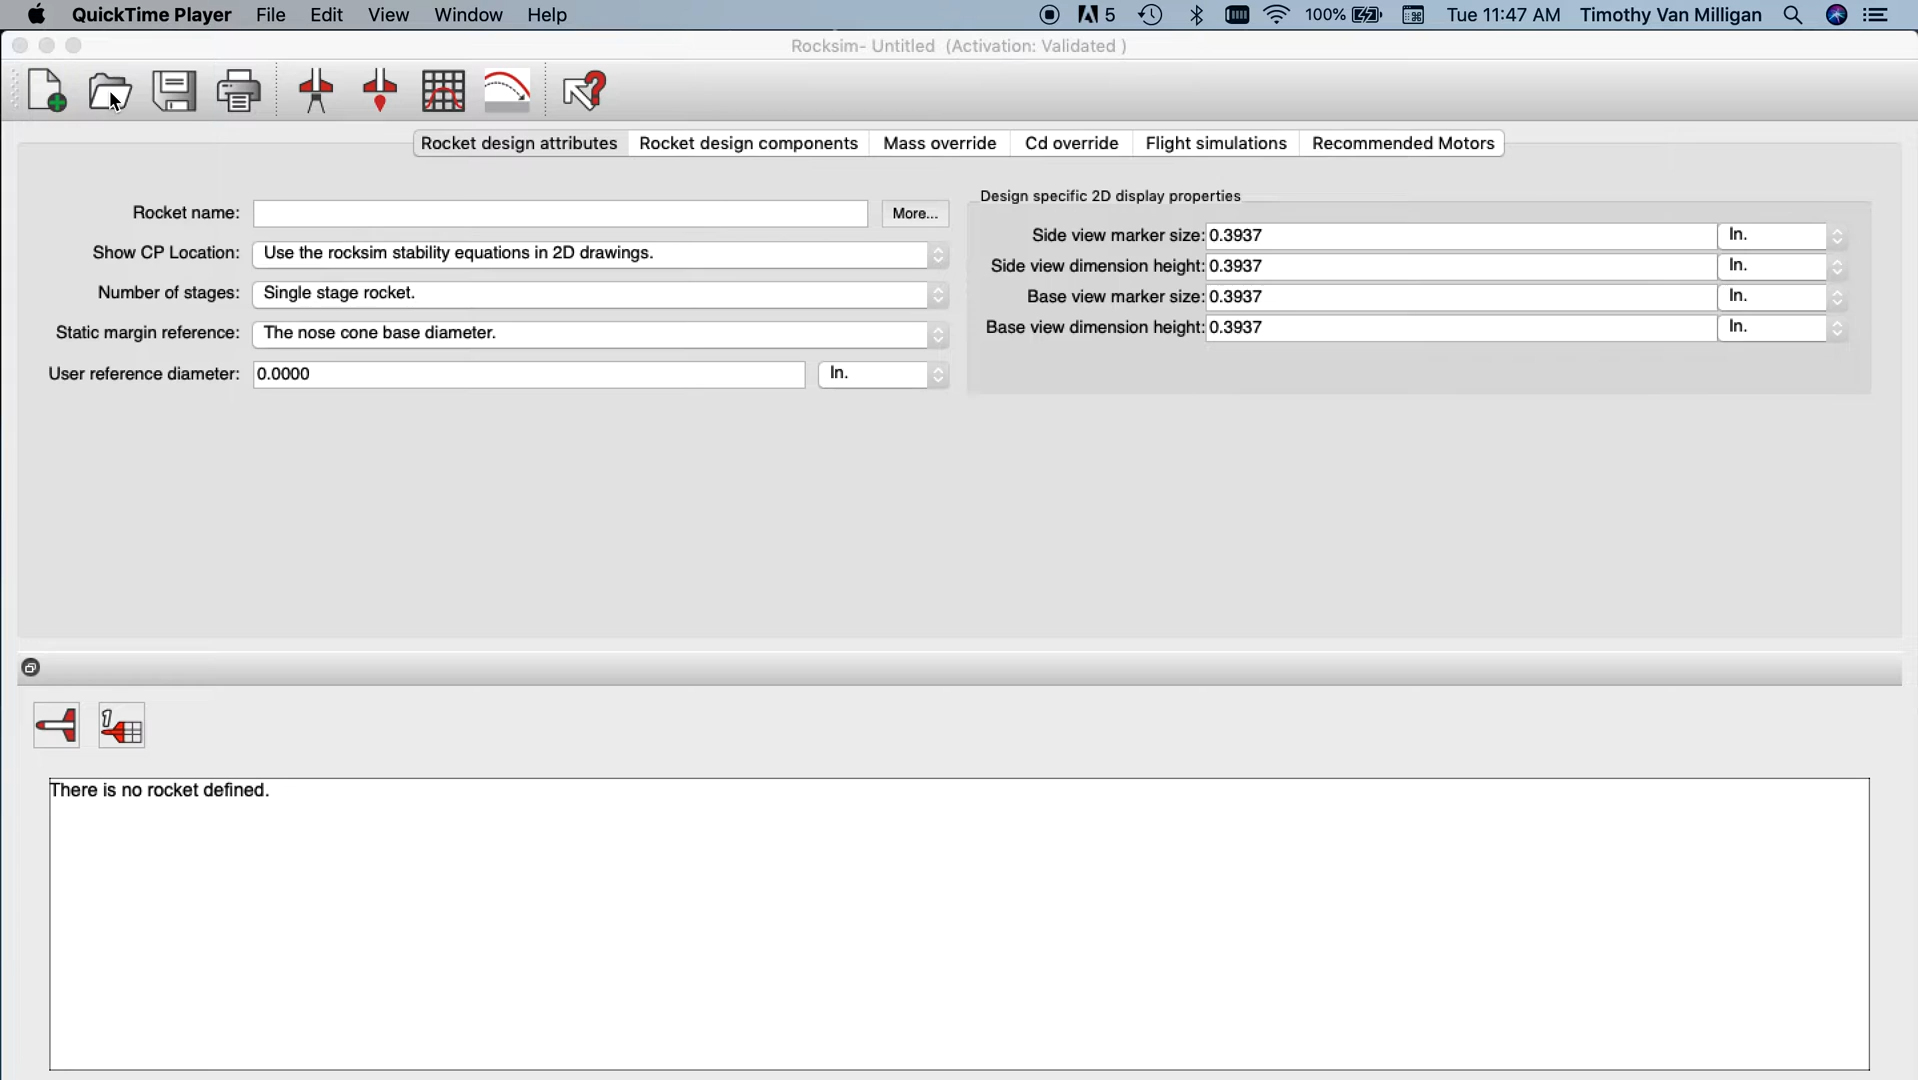 QuickTime Player File Edit View Window Help 5 100% Tue 11:47 AM Timothy Van Milligan
Rocksim- Untitled (Activation: Validated )
Rocket design attributes Rocket design components Mass override Cd override Flight simulations Recommended Motors
Rocket name: More...
Show CP Location: Use the rocksim stability equations in 2D drawings.
Number of stages: Single stage rocket.
Static margin reference: The nose cone base diameter.
User reference diameter: 0.0000 In.
Design specific 2D display properties
Side view marker size: 0.3937 In.
Side view dimension height: 0.3937 In.
Base view marker size: 0.3937 In.
Base view dimension height: 0.3937 In.
1
There is no rocket defined.